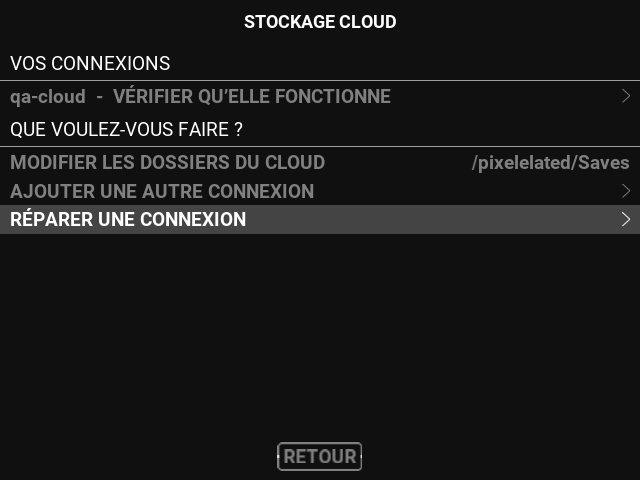 STOCKAGE CLOUD
VOS CONNEXIONS
qa-cloud - VÉRIFIER QU’ELLE FONCTIONNE
QUE VOULEZ-VOUS FAIRE ?
MODIFIER LES DOSSIERS DU CLOUD /pixelelated/Saves
AJOUTER UNE AUTRE CONNEXION
RÉPARER UNE CONNEXION
RETOUR